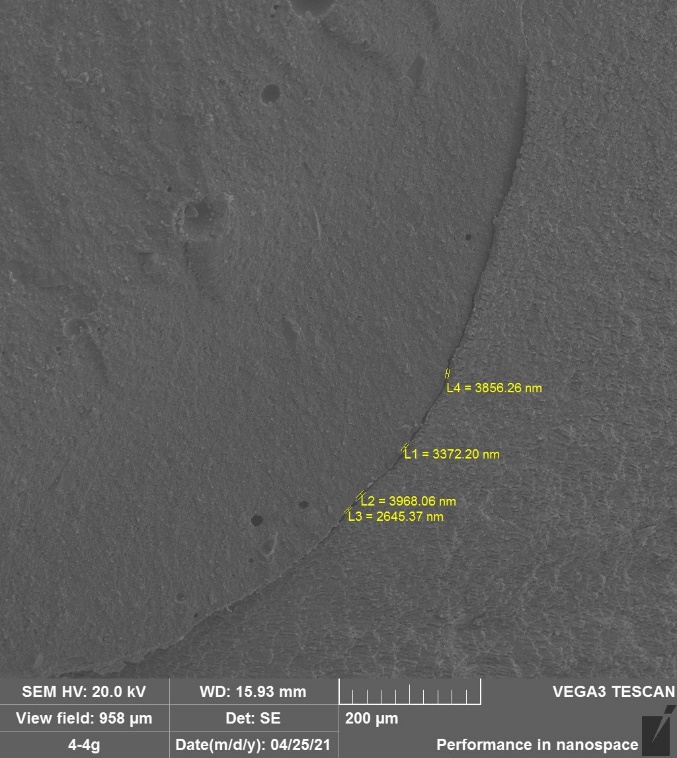 L4 = 3856.26 nm
L1 = 3372.20 nm
L2 = 3968.06 nm
L3 = 2645.37 nm
SEM HV: 20.0 kV WD: 15.93 mm VEGA3 TESCAN
View field: 958 µm Det: SE 200 µm
4-4g Date(m/d/y): 04/25/21 Performance in nanospace